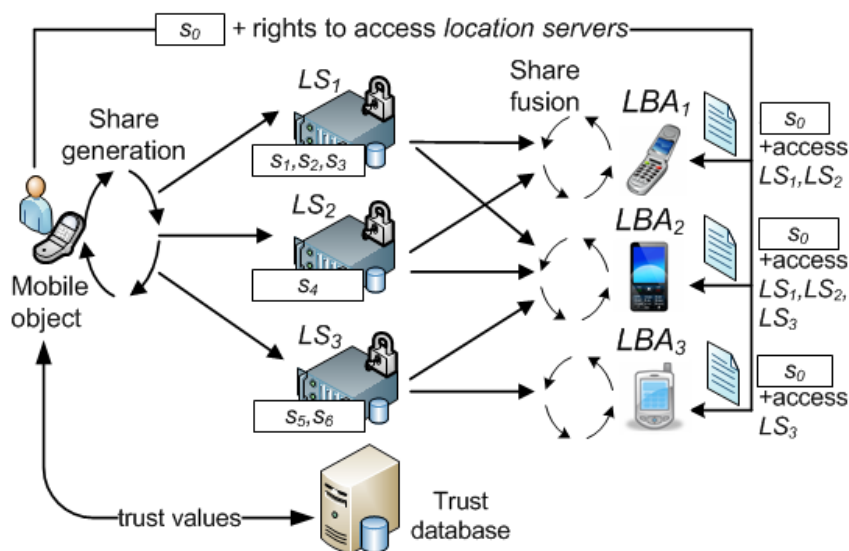 s0 + rights to access location servers
LS1
Share
generation
s1,s2,s3
LS2
s4
LS3
s5,s6
Mobile
object
Share
fusion
LBA1
s0
+access
LS1,LS2
LBA2
s0
+access
LS1,LS2,
LS3
LBA3
s0
+access
LS3
trust values
Trust
database